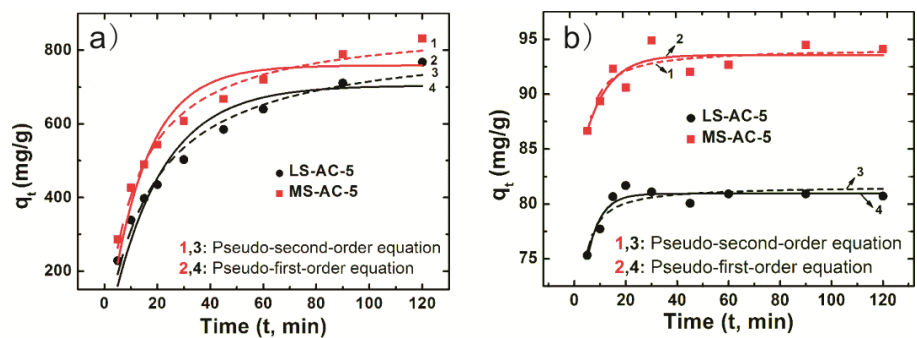 a)
qt (mg/g)
800
600
400
200
1
2
3
4
LS-AC-5
MS-AC-5
1,3: Pseudo-second-order equation
2,4: Pseudo-first-order equation
0 20 40 60 80 100 120
Time (t, min)
b)
qt (mg/g)
95
90
85
80
75
2
1
LS-AC-5
MS-AC-5
3
4
1,3: Pseudo-second-order equation
2,4: Pseudo-first-order equation
0 20 40 60 80 100 120
Time (t, min)